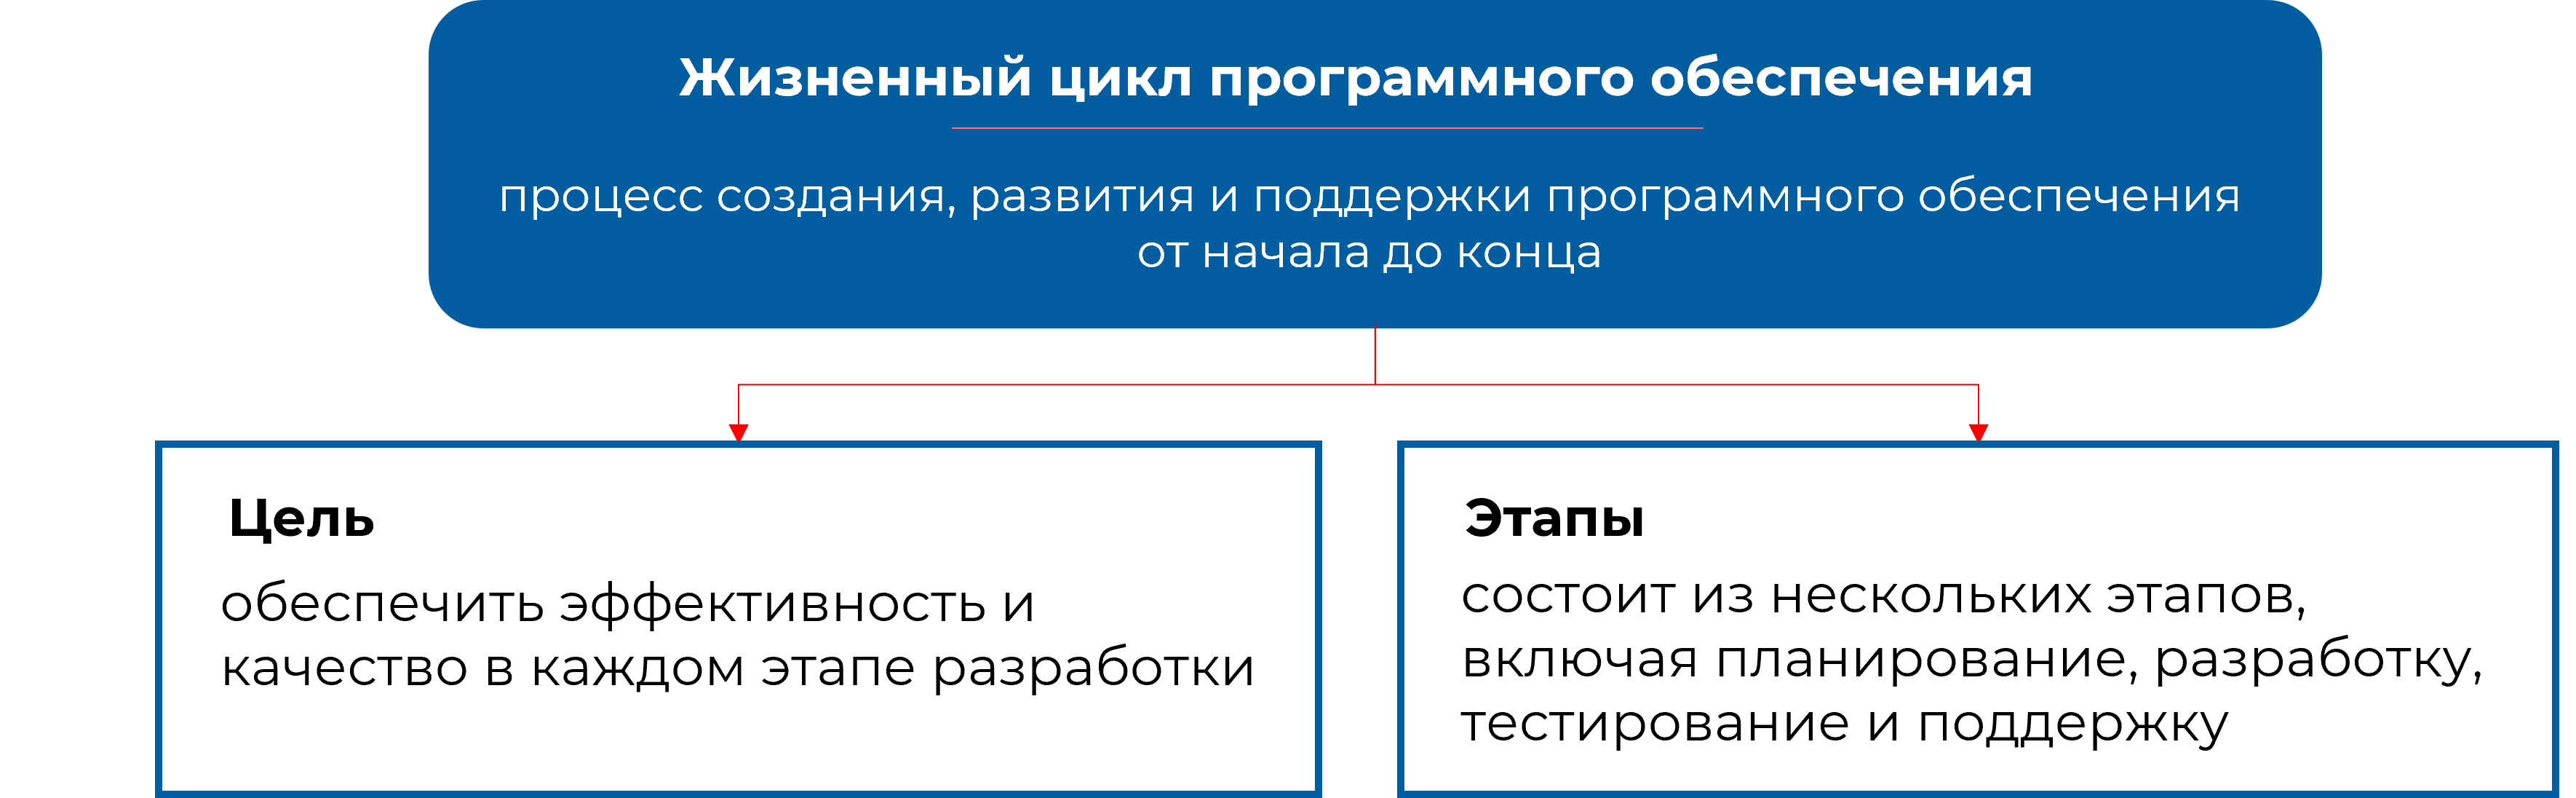 Жизненный цикл программного обеспечения
процесс создания, развития и поддержки программного обеспечения
от начала до конца
Цель
обеспечить эффективность и
качество в каждом этапе разработки
Этапы
состоит из нескольких этапов,
включая планирование, разработку,
тестирование и поддержку